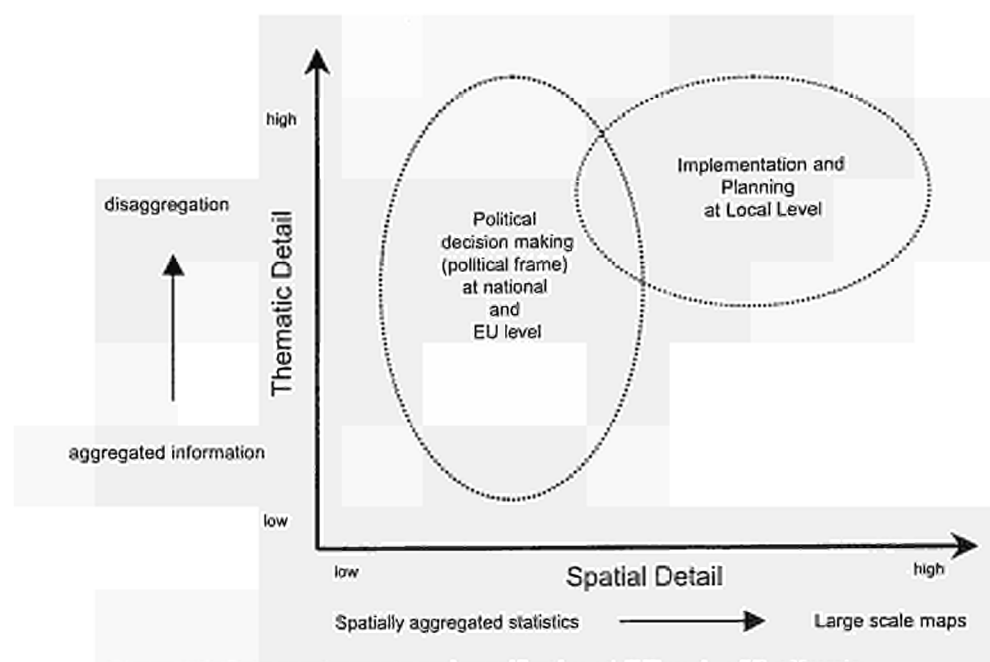 high
disaggregation
Thematic Detail
aggregated information
low
Political
decision making
(political frame)
at national
and
EU level
Implementation and
Planning
at Local Level
low
Spatial Detail
high
Spatially aggregated statistics
Large scale maps